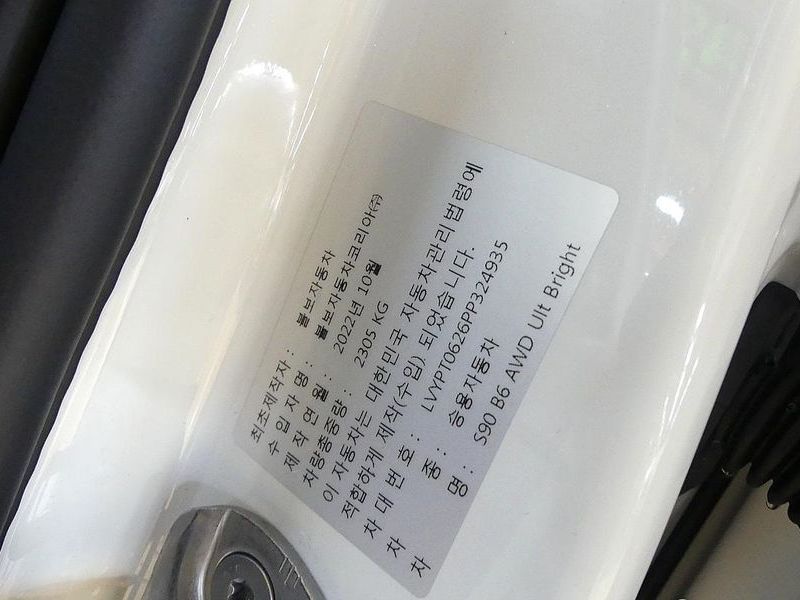 최초제작자 : 볼보자동차
수 입 자 명 : 볼보자동차코리아㈜
제 작 연 월 : 2022년 10월
차량총중량 : 2305 KG
이 자동차는 대한민국 자동차관리법령에
적합하게 제작(수입) 되었습니다.
차 대 번 호 : LVYPT0626PP324935
차 종 : 승용자동차
차 명 : S90 B6 AWD Ult Bright